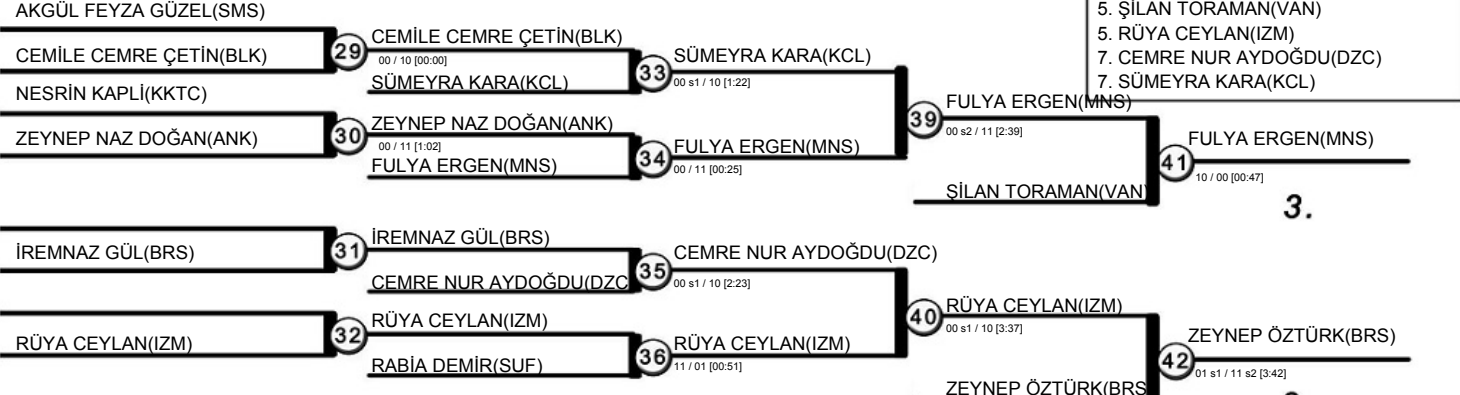 AKGÜL FEYZA GÜZEL(SMS)
CEMİLE CEMRE ÇETİN(BLK)
29
CEMİLE CEMRE ÇETİN(BLK)
00 / 10 [00:00]
SÜMEYRA KARA(KCL)
33
SÜMEYRA KARA(KCL)
00 s1 / 10 [1:22]
NESRİN KAPLİ(KKTC)
ZEYNEP NAZ DOĞAN(ANK)
30
ZEYNEP NAZ DOĞAN(ANK)
00 / 11 [1:02]
FULYA ERGEN(MNS)
34
FULYA ERGEN(MNS)
00 / 11 [00:25]
39
FULYA ERGEN(MNS)
00 s2 / 11 [2:39]
ŞİLAN TORAMAN(VAN)
41
FULYA ERGEN(MNS)
10 / 00 [00:47]
3.
5. ŞİLAN TORAMAN(VAN)
5. RÜYA CEYLAN(IZM)
7. CEMRE NUR AYDOĞDU(DZC)
7. SÜMEYRA KARA(KCL)
İREMNAZ GÜL(BRS)
31
İREMNAZ GÜL(BRS)
CEMRE NUR AYDOĞDU(DZC
35
CEMRE NUR AYDOĞDU(DZC)
00 s1 / 10 [2:23]
RÜYA CEYLAN(IZM)
32
RÜYA CEYLAN(IZM)
RABİA DEMİR(SUF)
36
RÜYA CEYLAN(IZM)
11 / 01 [00:51]
40
RÜYA CEYLAN(IZM)
00 s1 / 10 [3:37]
ZEYNEP ÖZTÜRK(BRS
42
ZEYNEP ÖZTÜRK(BRS)
01 s1 / 11 s2 [3:42]